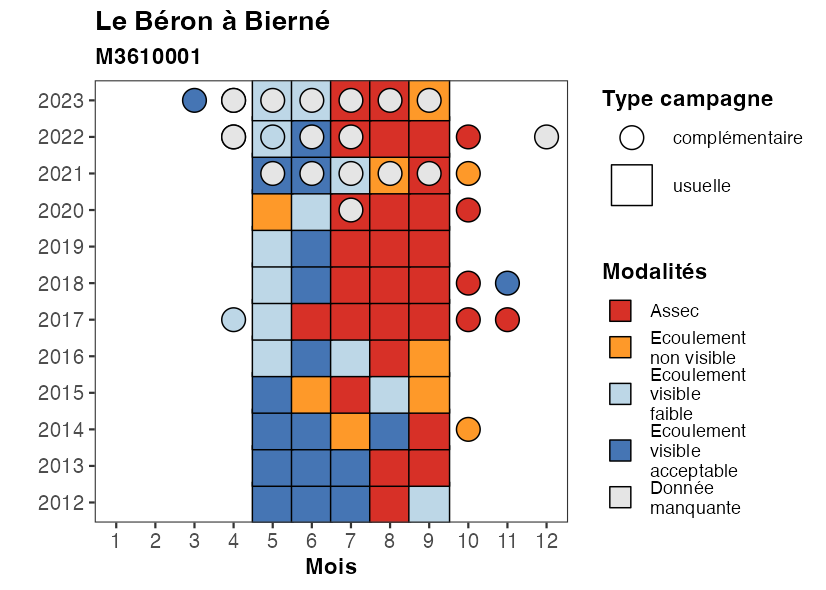 Le Béron à Bierné
M3610001
2023
2022
2021
2020
2019
2018
2017
2016
2015
2014
2013
2012
1 2 3 4 5 6 7 8 9 10 11 12
Mois
Type campagne
complémentaire
usuelle
Modalités
Assec
Ecoulement
non visible
Ecoulement
visible
faible
Ecoulement
visible
acceptable
Donnée
manquante